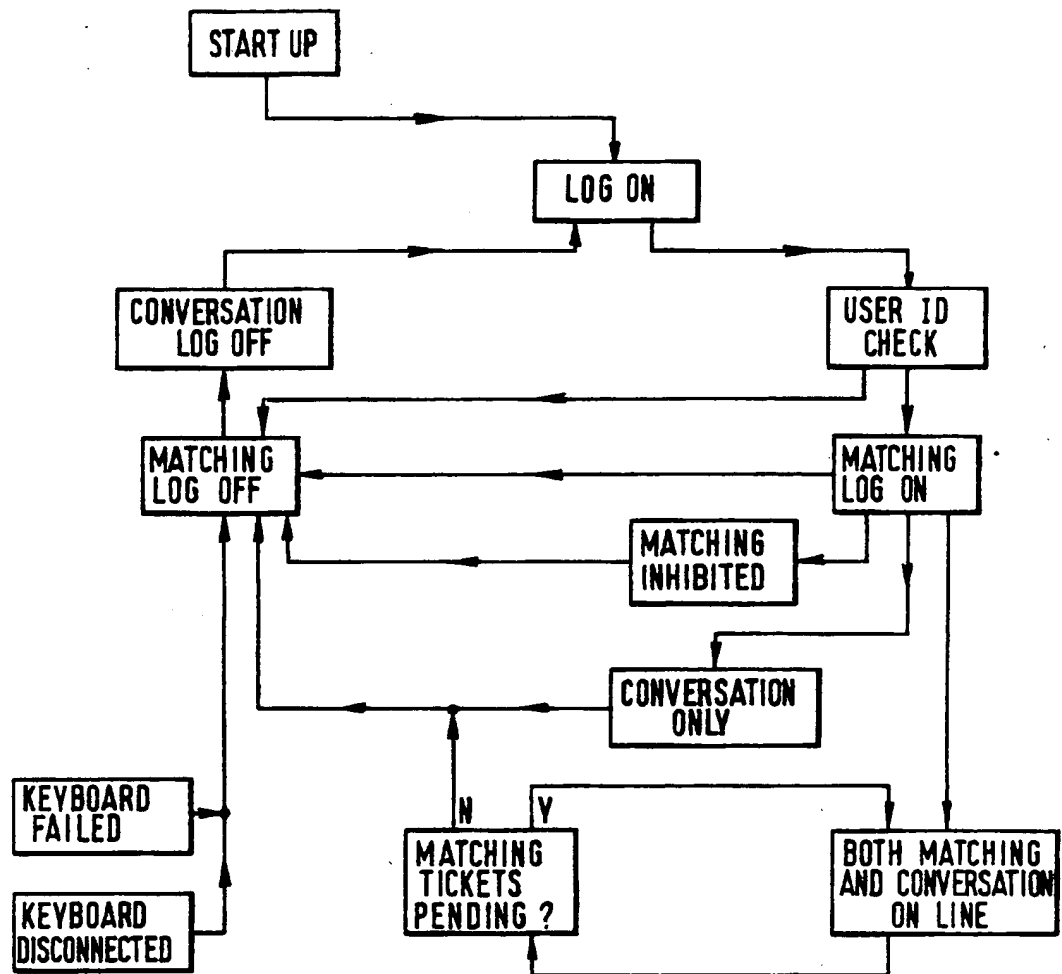 START UP
LOG ON
CONVERSATION
LOG OFF
USER ID
CHECK
MATCHING
LOG OFF
MATCHING
LOG ON
MATCHING
INHIBITED
CONVERSATION
ONLY
KEYBOARD
FAILED
N
Y
MATCHING
TICKETS
PENDING ?
BOTH MATCHING
AND CONVERSATION
ON LINE
KEYBOARD
DISCONNECTED